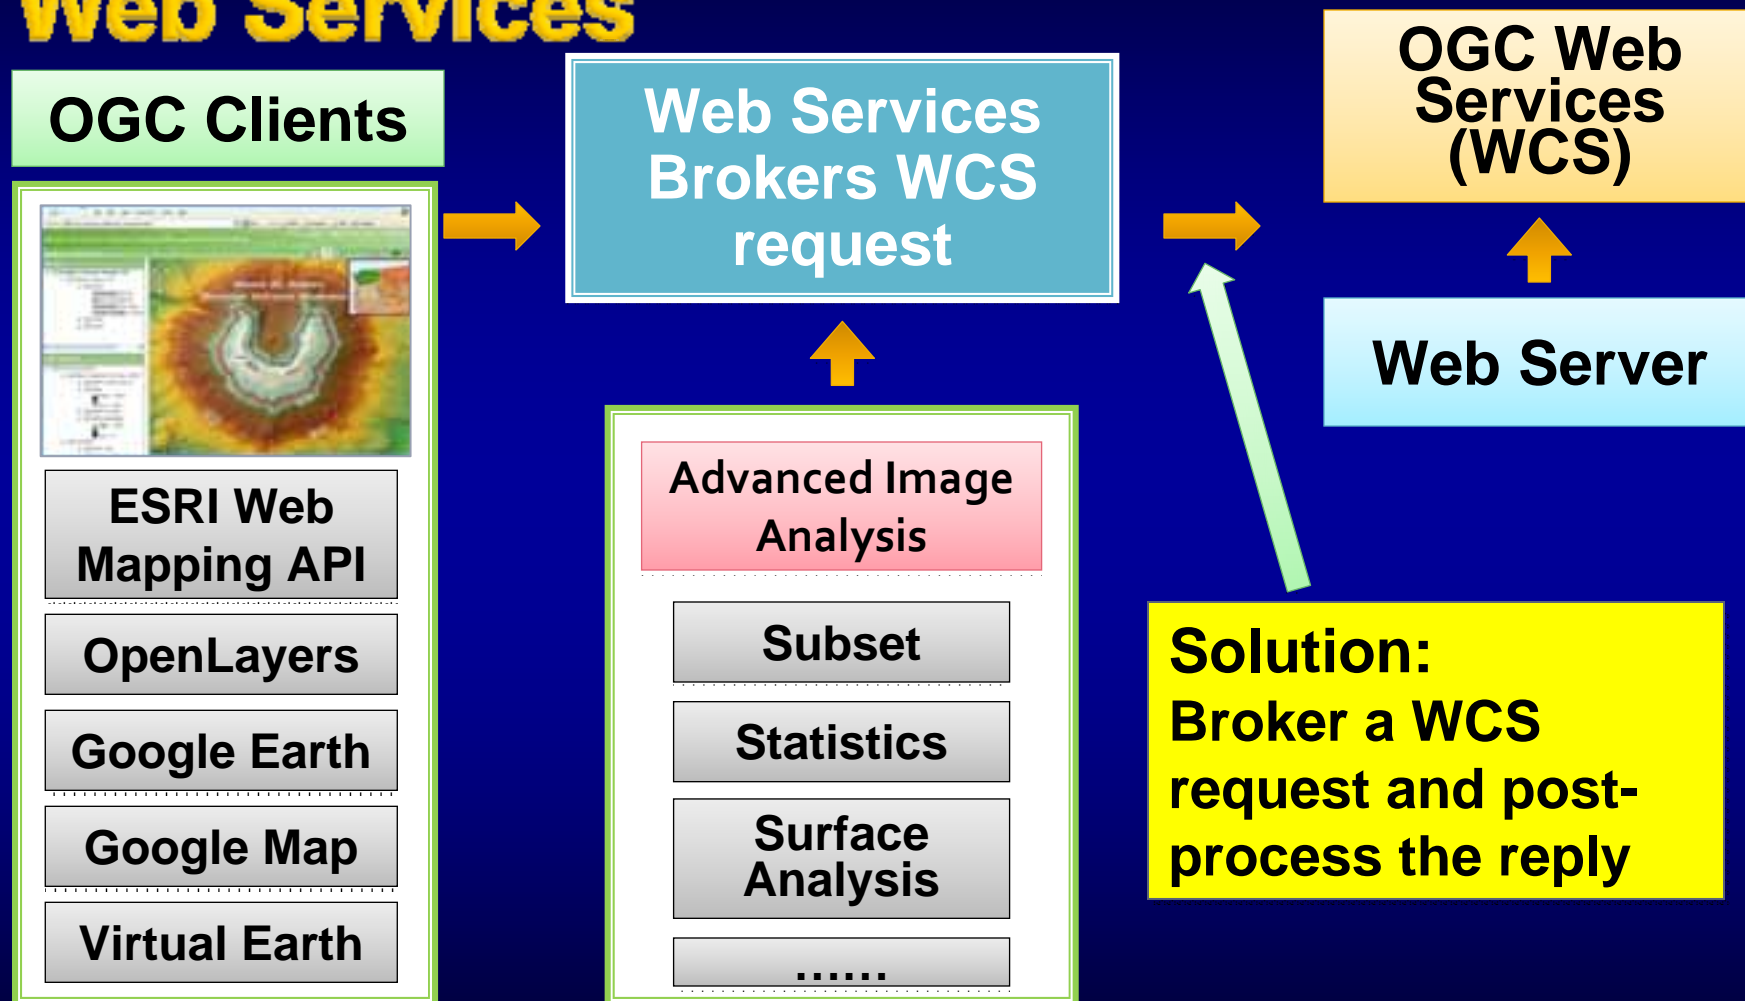 Web Services
OGC Clients
ESRI Web
Mapping API
OpenLayers
Google Earth
Google Map
Virtual Earth
Web Services
Brokers WCS
request
Advanced Image
Analysis
Subset
Statistics
Surface
Analysis
......
OGC Web
Services
(WCS)
Web Server
Solution:
Broker a WCS
request and post-
process the reply